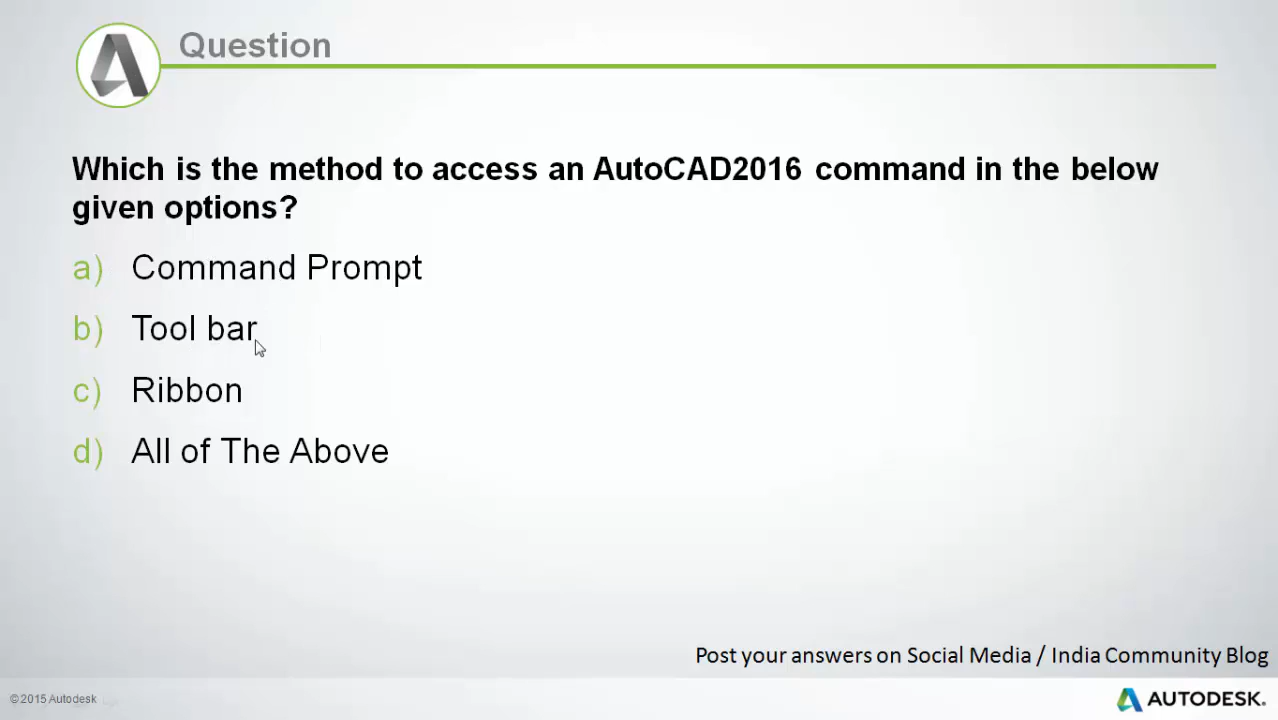 Question
Which is the method to access an AutoCAD2016 command in the below
given options?
a) Command Prompt
b) Tool bar
c) Ribbon
d) All of The Above
Post your answers on Social Media / India Community Blog
© 2015 Autodesk
AUTODESK.